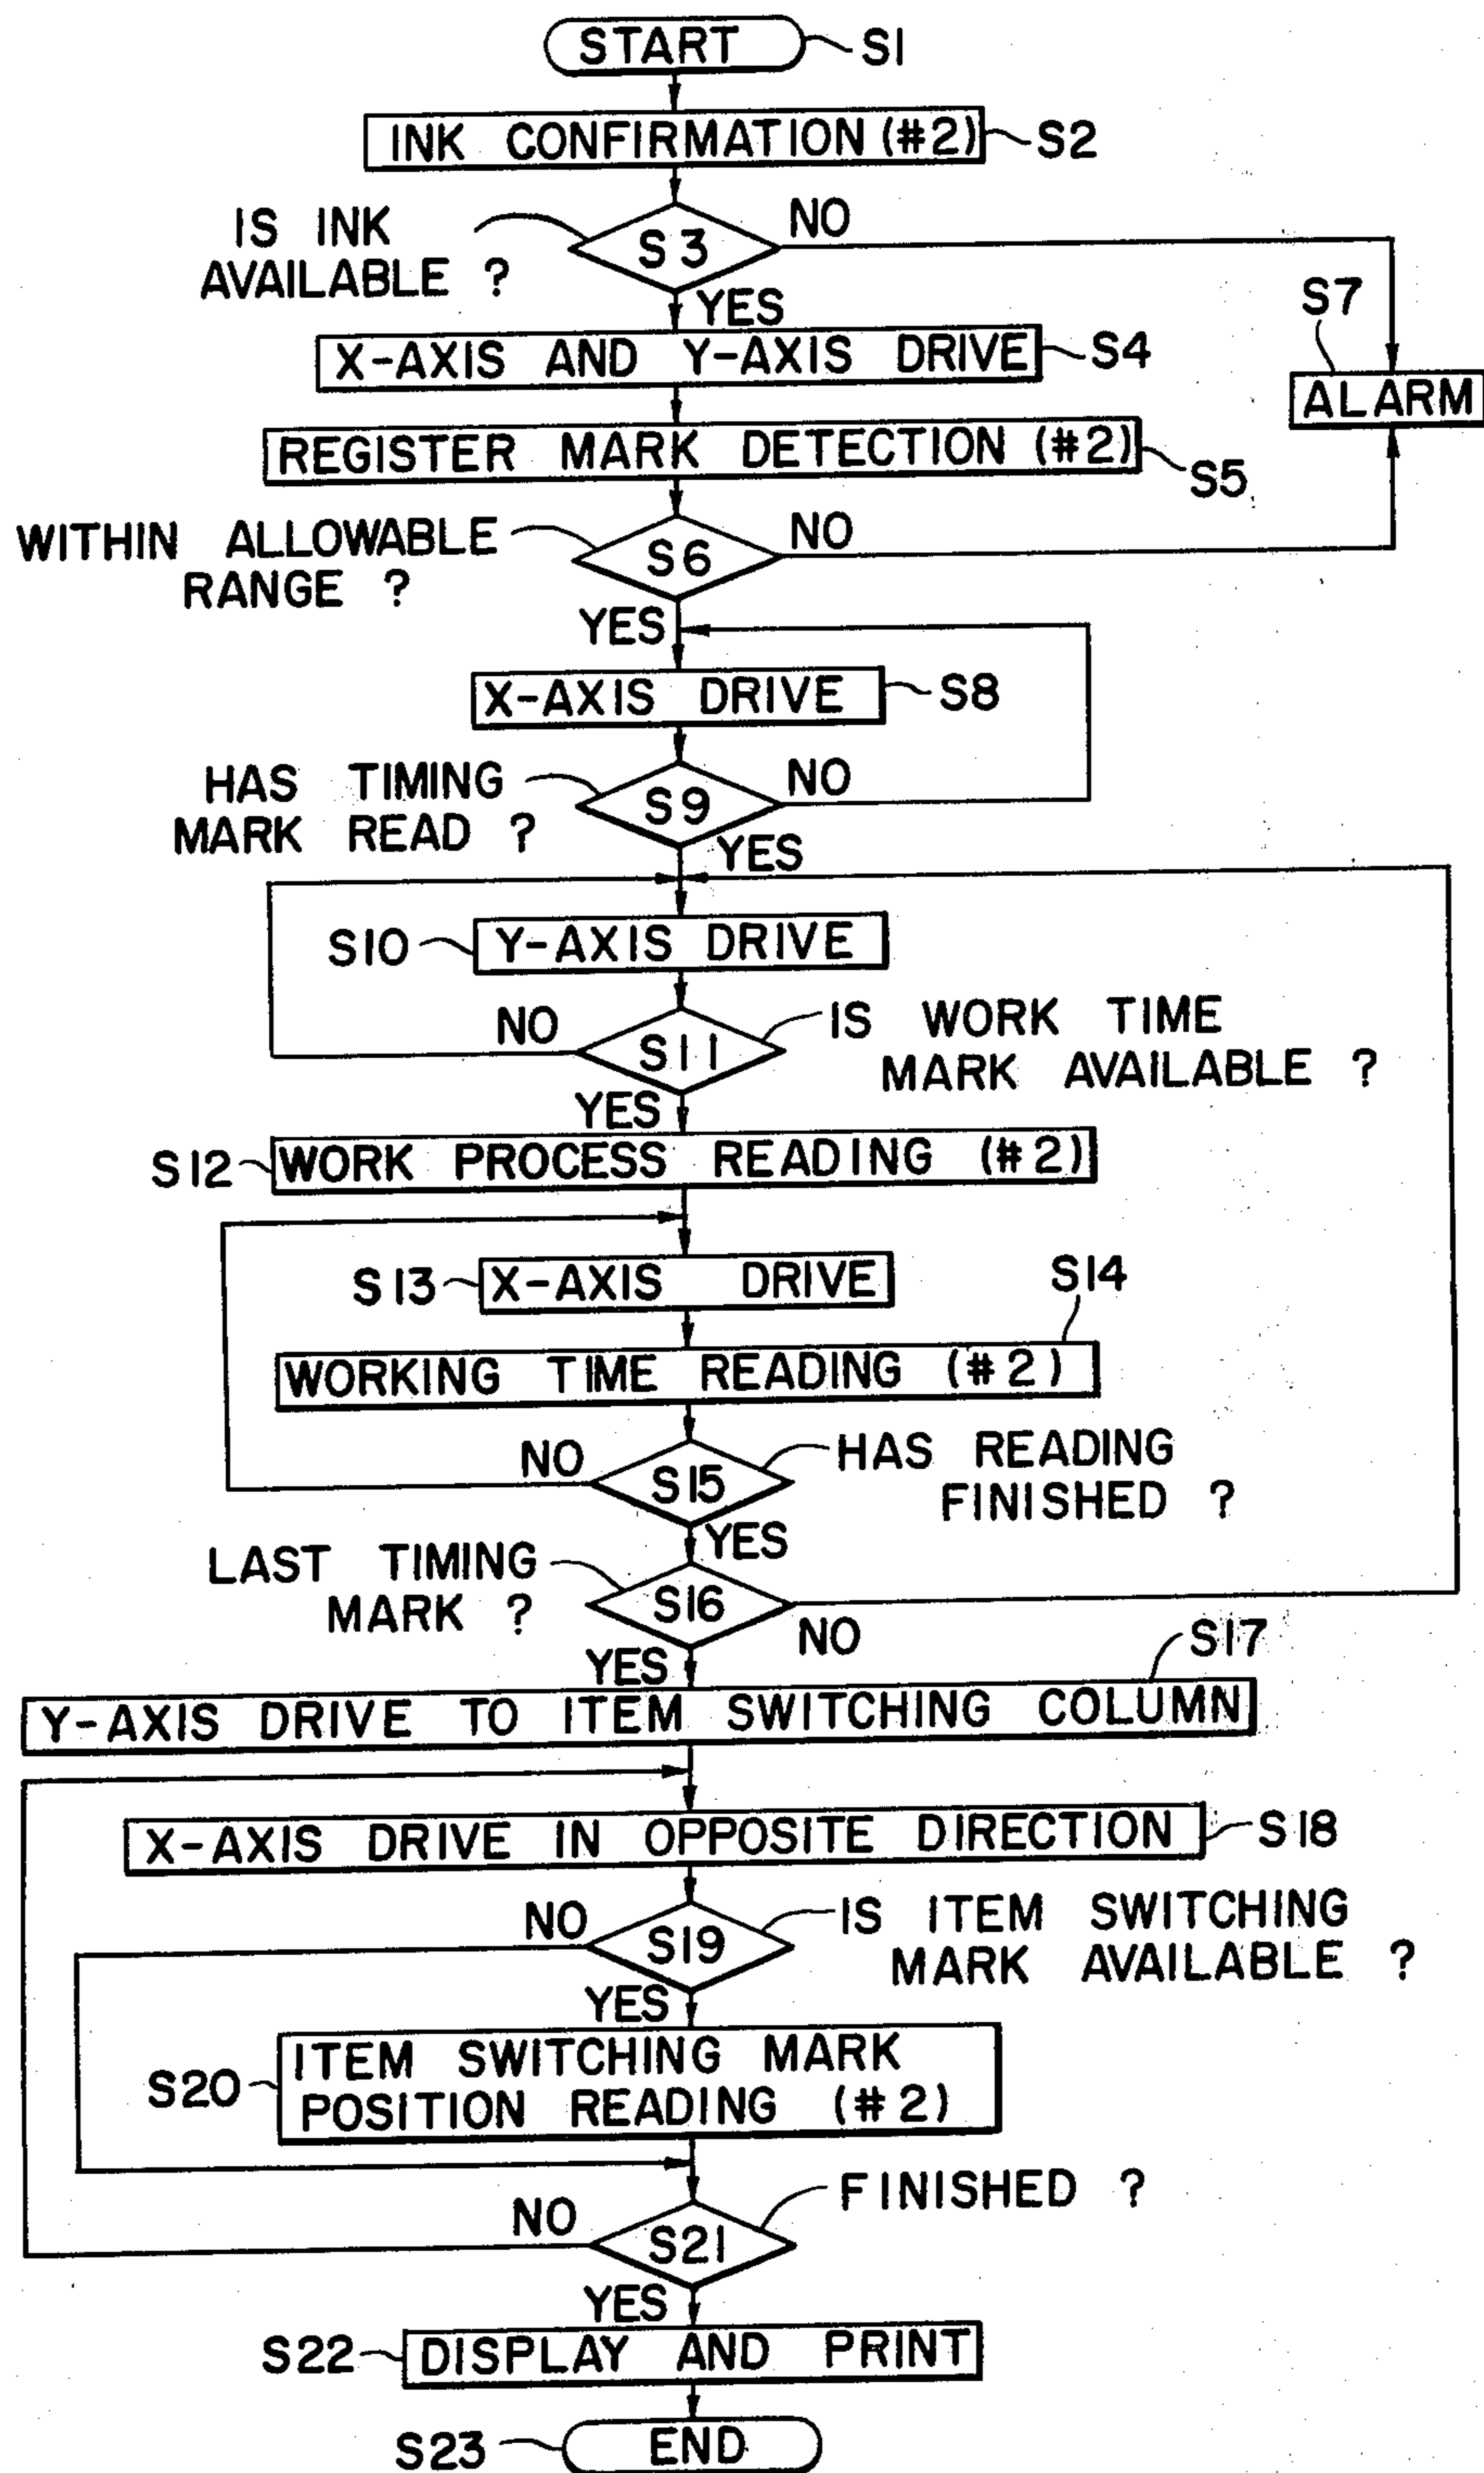 START
S1
INK CONFIRMATION (#2)
S2
IS INK
AVAILABLE ?
S3
NO
YES
X-AXIS AND Y-AXIS DRIVE
S4
S7
ALARM
REGISTER MARK DETECTION (#2)
S5
WITHIN ALLOWABLE
RANGE ?
S6
NO
YES
X-AXIS DRIVE
S8
HAS TIMING
MARK READ ?
S9
NO
YES
S10
Y-AXIS DRIVE
NO
S11
IS WORK TIME
MARK AVAILABLE ?
YES
S12
WORK PROCESS READING (#2)
S13
X-AXIS DRIVE
S14
WORKING TIME READING (#2)
NO
S15
HAS READING
FINISHED ?
YES
LAST TIMING
MARK ?
S16
NO
YES
S17
Y-AXIS DRIVE TO ITEM SWITCHING COLUMN
X-AXIS DRIVE IN OPPOSITE DIRECTION
S18
NO
S19
IS ITEM SWITCHING
MARK AVAILABLE ?
YES
S20
ITEM SWITCHING MARK
POSITION READING (#2)
FINISHED ?
NO
S21
YES
S22
DISPLAY AND PRINT
S23
END